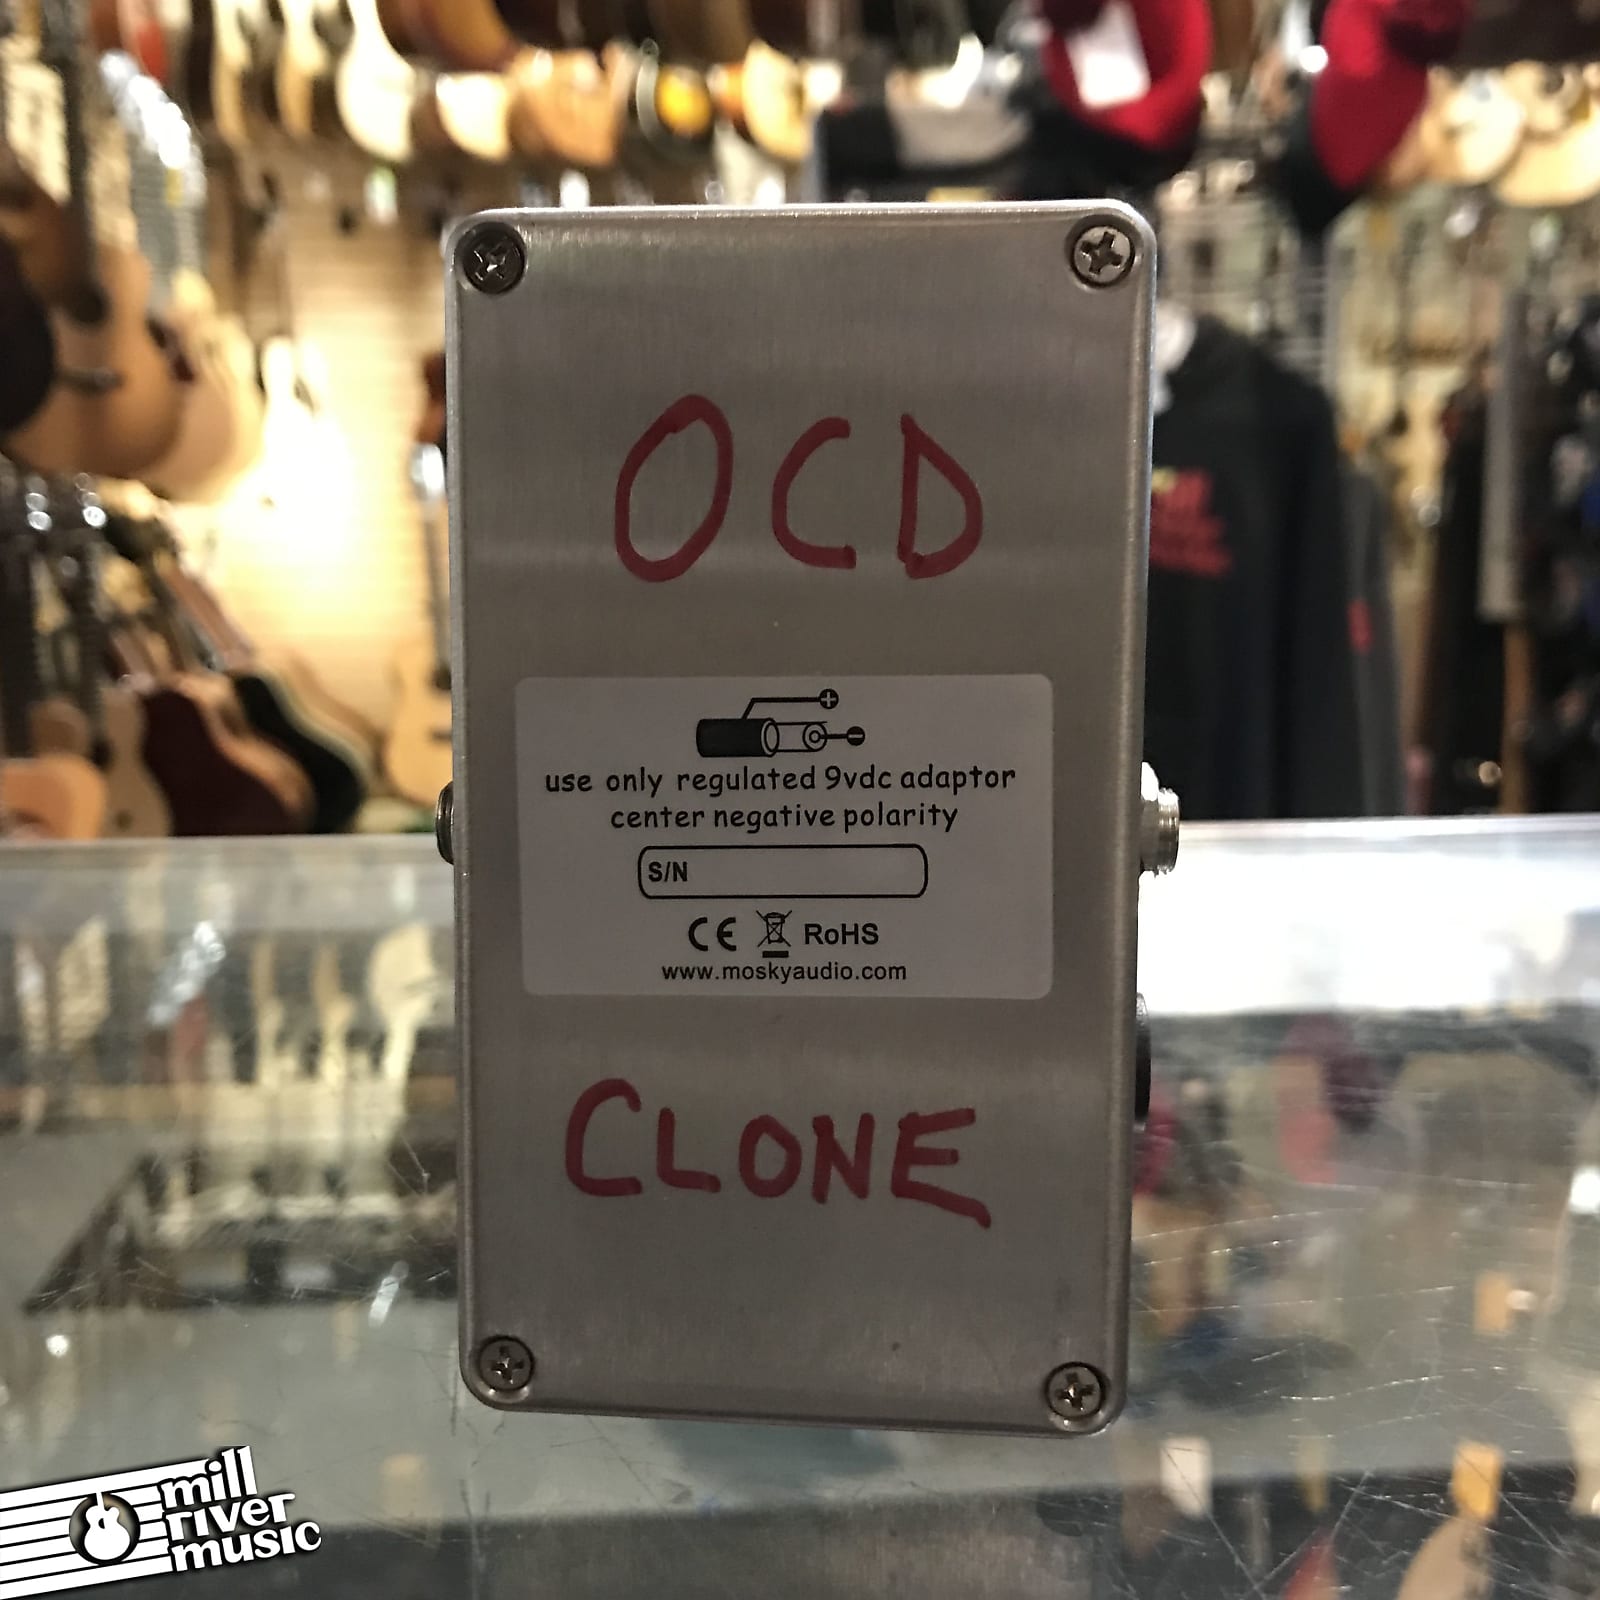 OCD
use only regulated 9vdc adaptor
center negative polarity
S/N
CE RoHS
www.moskyaudio.com
CLONE
mill
river
music